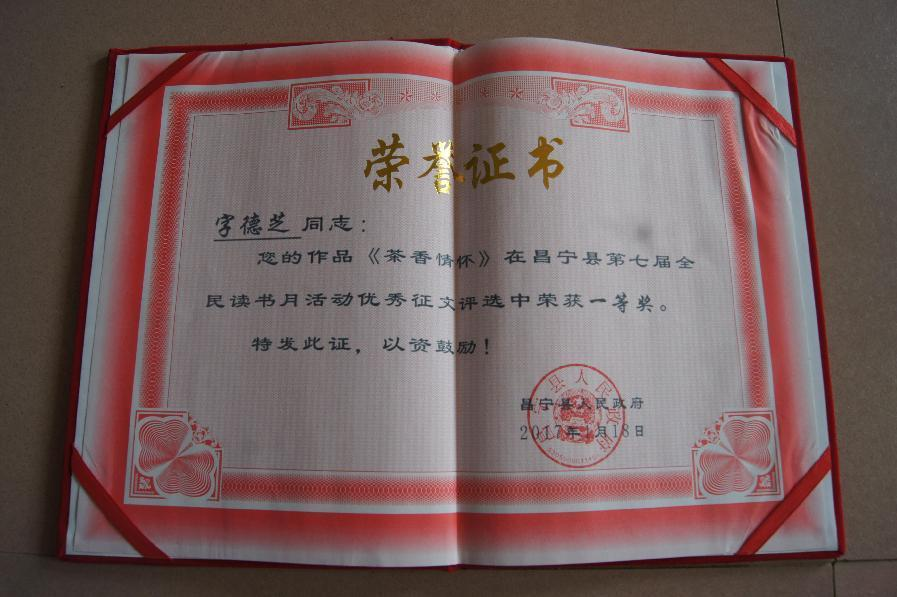 荣誉证书
字德芝 同志：
您的作品《茶香情怀》在昌宁县第七届全
民读书月活动优秀征文评选中荣获一等奖。
特发此证，以资鼓励！
昌宁县人民政府
2017年1月18日